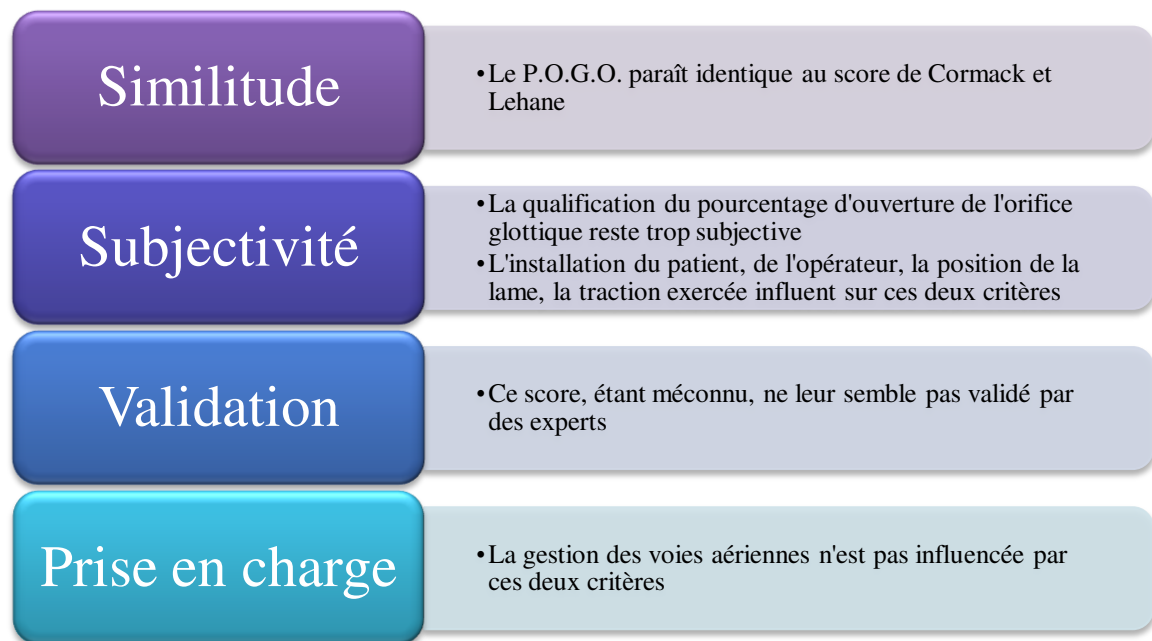 Similitude
•Le P.O.G.O. paraît identique au score de Cormack et
Lehane
Subjectivité
•La qualification du pourcentage d'ouverture de l'orifice
glottique reste trop subjective
•L'installation du patient, de l'opérateur, la position de la
lame, la traction exercée influent sur ces deux critères
Validation
•Ce score, étant méconnu, ne leur semble pas validé par
des experts
Prise en charge
•La gestion des voies aériennes n'est pas influencée par
ces deux critères